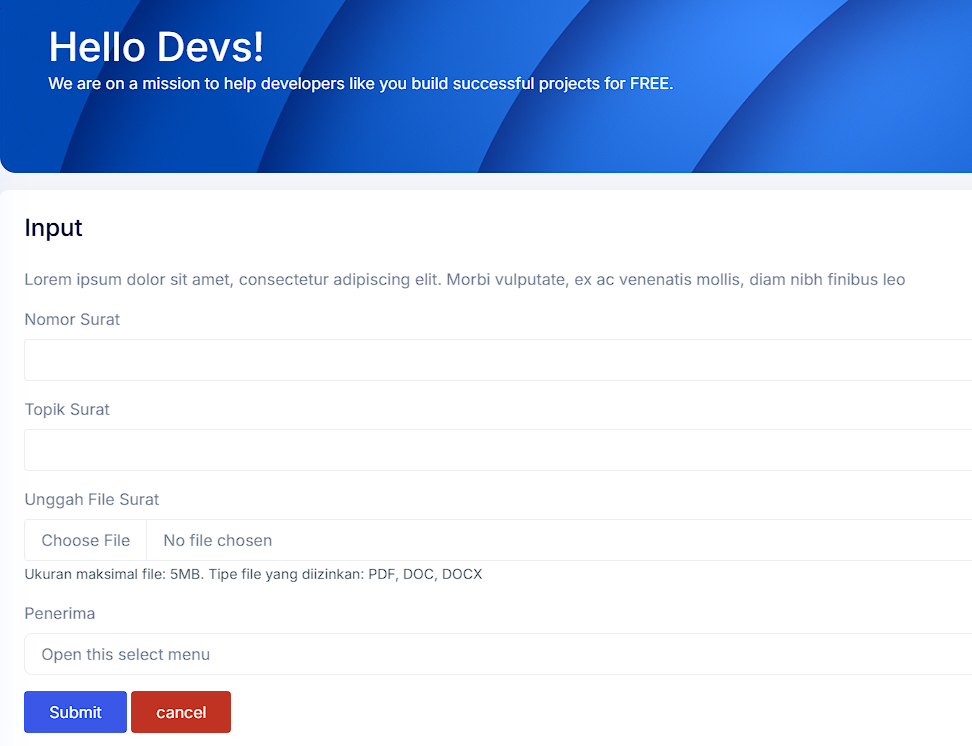 Hello Devs!
We are on a mission to help developers like you build successful projects for FREE.
Input
Lorem ipsum dolor sit amet, consectetur adipiscing elit. Morbi vulputate, ex ac venenatis mollis, diam nibh finibus leo
Nomor Surat
Topik Surat
Unggah File Surat
Choose File No file chosen
Ukuran maksimal file: 5MB. Tipe file yang diizinkan: PDF, DOC, DOCX
Penerima
Open this select menu
Submit cancel